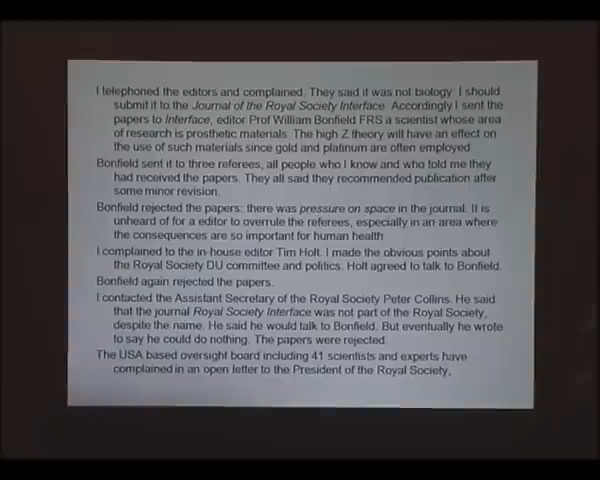 I telephoned the editors and complained. They said it was not biology: I should
submit it to the Journal of the Royal Society Interface. Accordingly I sent the
papers to Interface, editor Prof William Bonfield FRS a scientist whose area
of research is prosthetic materials. The high Z theory will have an effect on
the use of such materials since gold and platinum are often employed
Bonfield sent it to three referees, all people who I know and who told me they
had received the papers. They all said they recommended publication after
some minor revision.
Bonfield rejected the papers: there was pressure on space in the journal. It is
unheard of for a editor to overrule the referees, especially in an area where
the consequences are so important for human health
I complained to the in-house editor Tim Holt. I made the obvious points about
the Royal Society DU committee and politics. Holt agreed to talk to Bonfield.
Bonfield again rejected the papers.
I contacted the Assistant Secretary of the Royal Society Peter Collins. He said
that the journal Royal Society Interface was not part of the Royal Society,
despite the name. He said he would talk to Bonfield. But eventually he wrote
to say he could do nothing. The papers were rejected.
The USA based oversight board including 41 scientists and experts have
complained in an open letter to the President of the Royal Society,